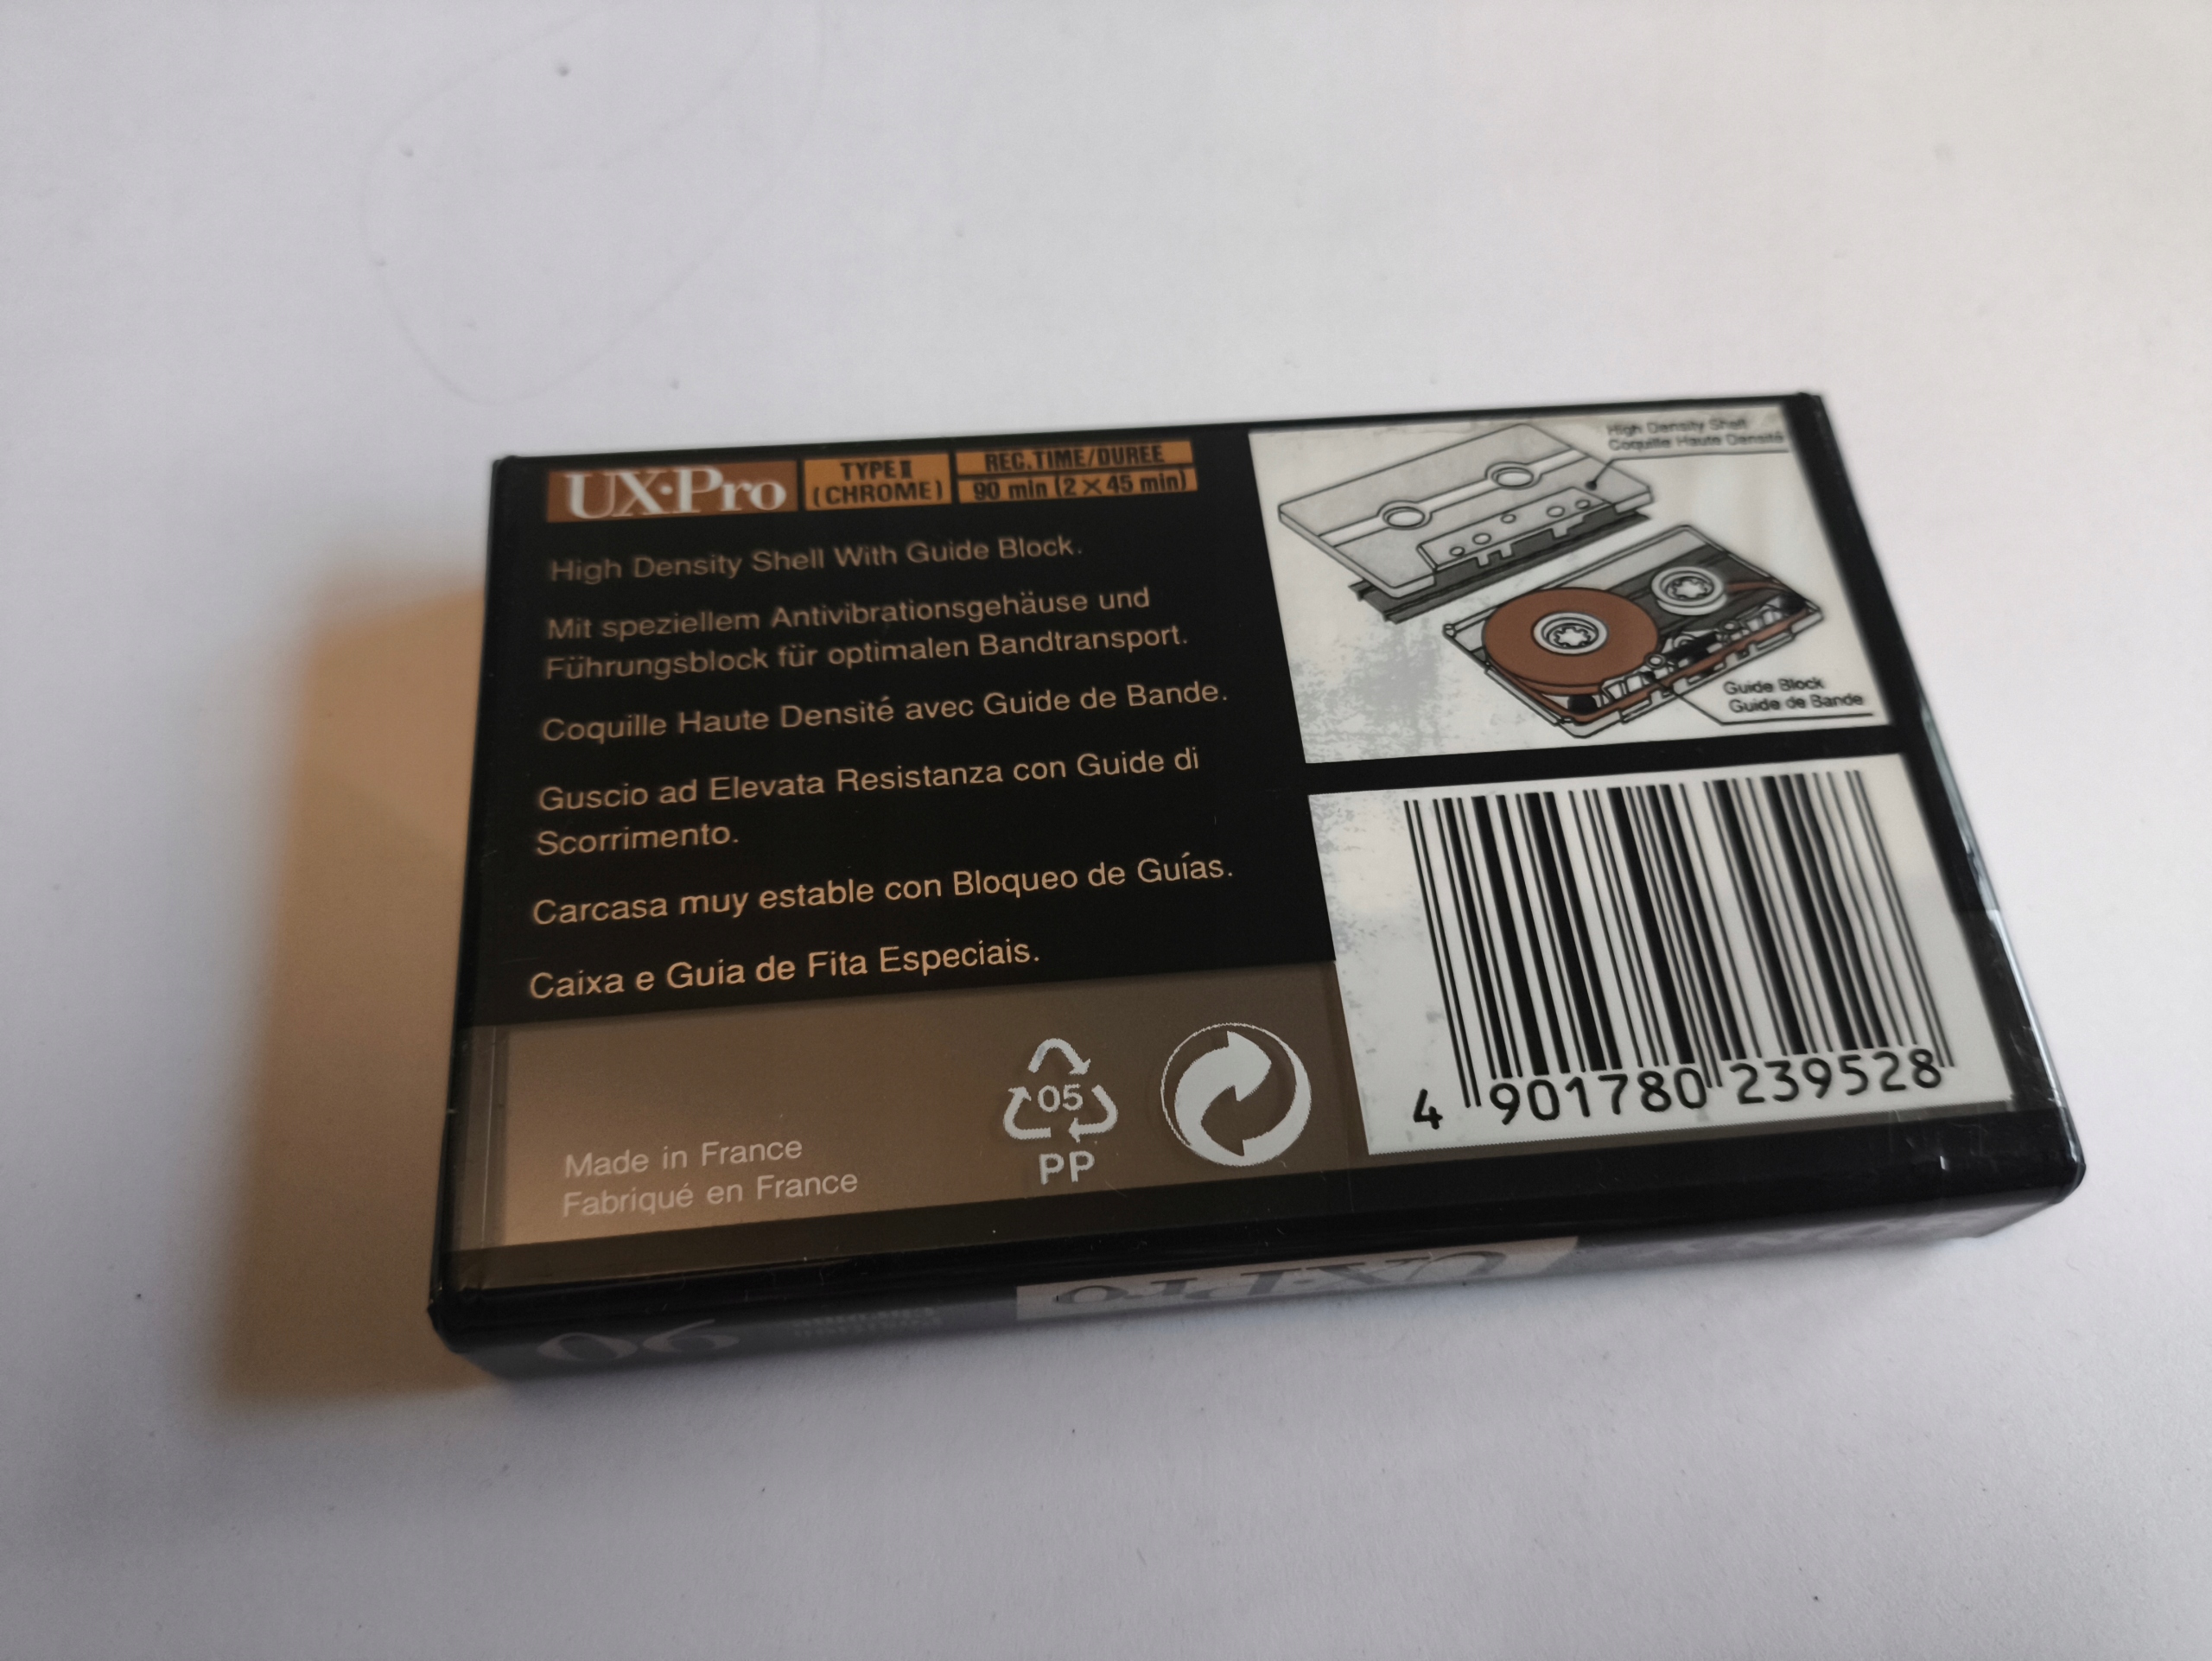 UX·Pro
TYPE II
(CHROME)
REC.TIME/DUREE
90 min (2 × 45 min)
High Density Shell With Guide Block.
Mit speziellem Antivibrationsgehäuse und
Führungsblock für optimalen Bandtransport.
Coquille Haute Densité avec Guide de Bande.
Guscio ad Elevata Resistanza con Guide di
Scorrimento.
Carcasa muy estable con Bloqueo de Guías.
Caixa e Guia de Fita Especiais.
Made in France
Fabriqué en France
05
PP
High Density Shell
Coquille Haute Densité
Guide Block
Guide de Bande
4 901780 239528
UX·Pro
90